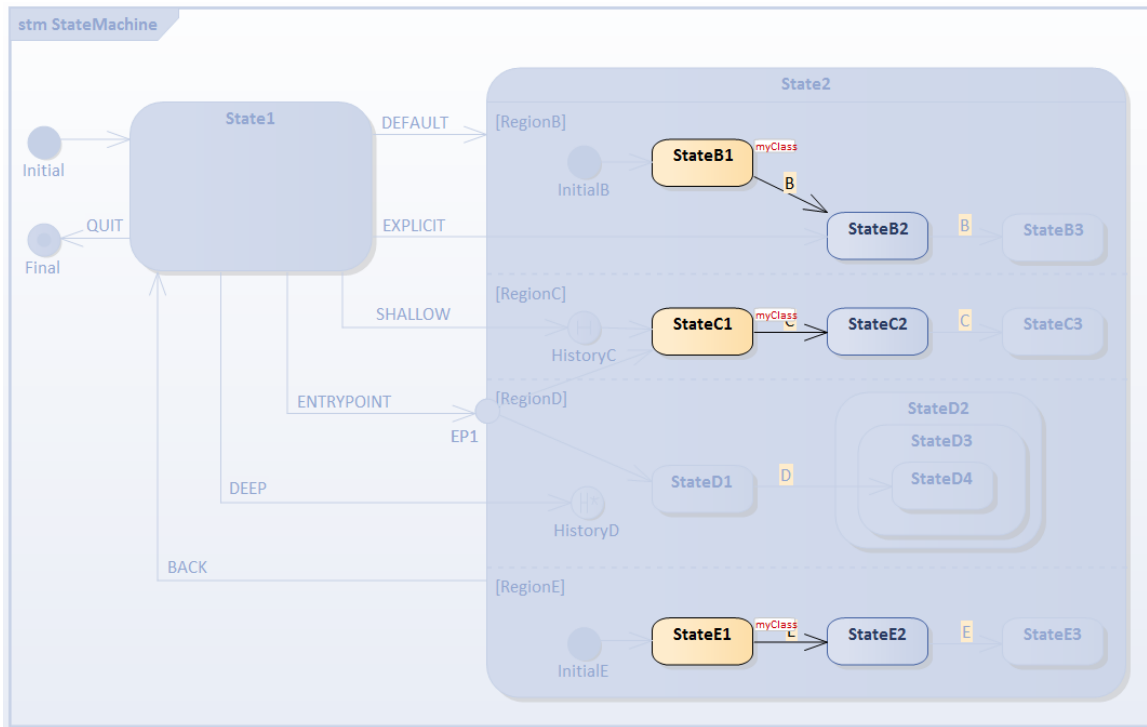 stm StateMachine
State2
State1
DEFAULT
[RegionB]
Initial
InitialB
StateB1
myClass
B
QUIT
EXPLICIT
StateB2
B
StateB3
Final
[RegionC]
SHALLOW
HistoryC
StateC1
myClass
C
StateC2
C
StateC3
ENTRYPOINT
EP1
[RegionD]
StateD2
StateD3
StateD1
D
StateD4
DEEP
HistoryD
BACK
[RegionE]
InitialE
StateE1
myClass
E
StateE2
E
StateE3